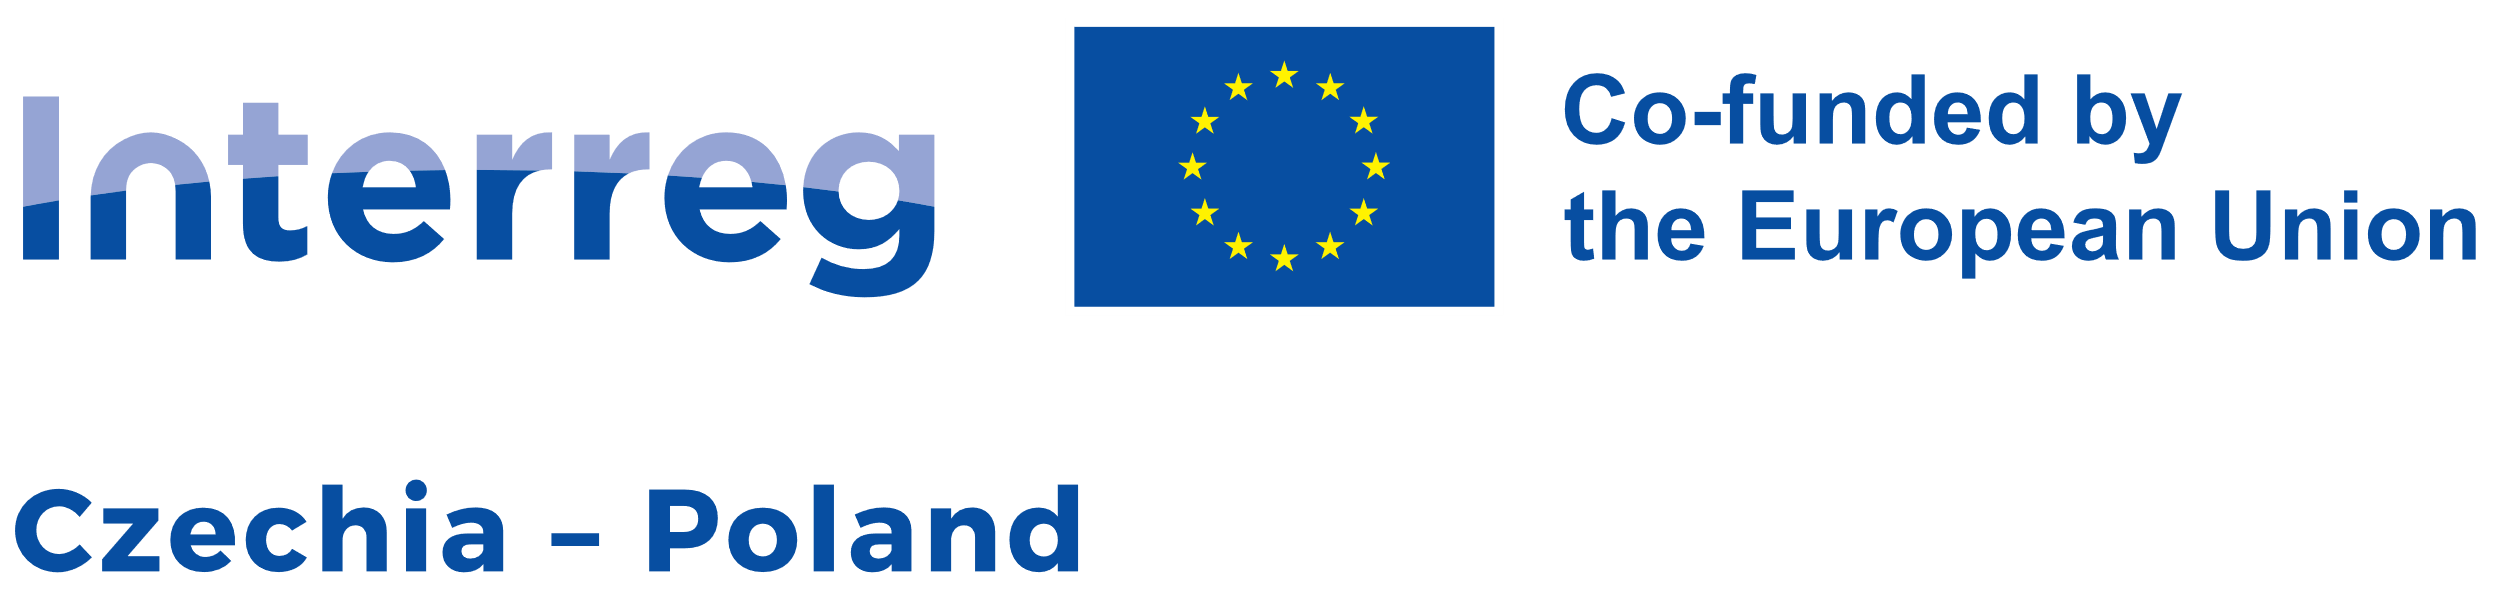 Interreg
Co-funded by
the European Union
Czechia – Poland